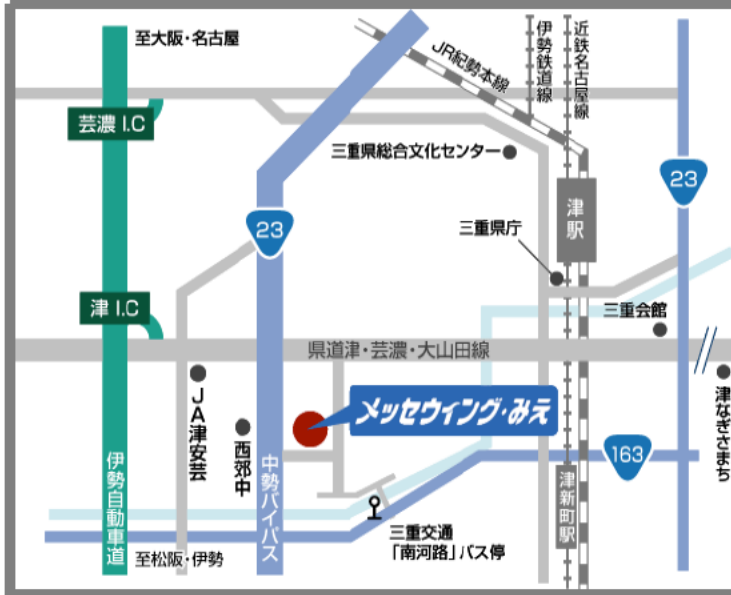 至大阪・名古屋
JR紀勢本線
伊勢鉄道線
近鉄名古屋線
芸濃 I.C
三重県総合文化センター
23
津駅
23
三重県庁
津 I.C
三重会館
県道津・芸濃・大山田線
JA津安芸
西郊中
メッセウイング・みえ
津なぎさまち
163
伊勢自動車道
中勢バイパス
津新町駅
三重交通
「南河路」バス停
至松阪・伊勢